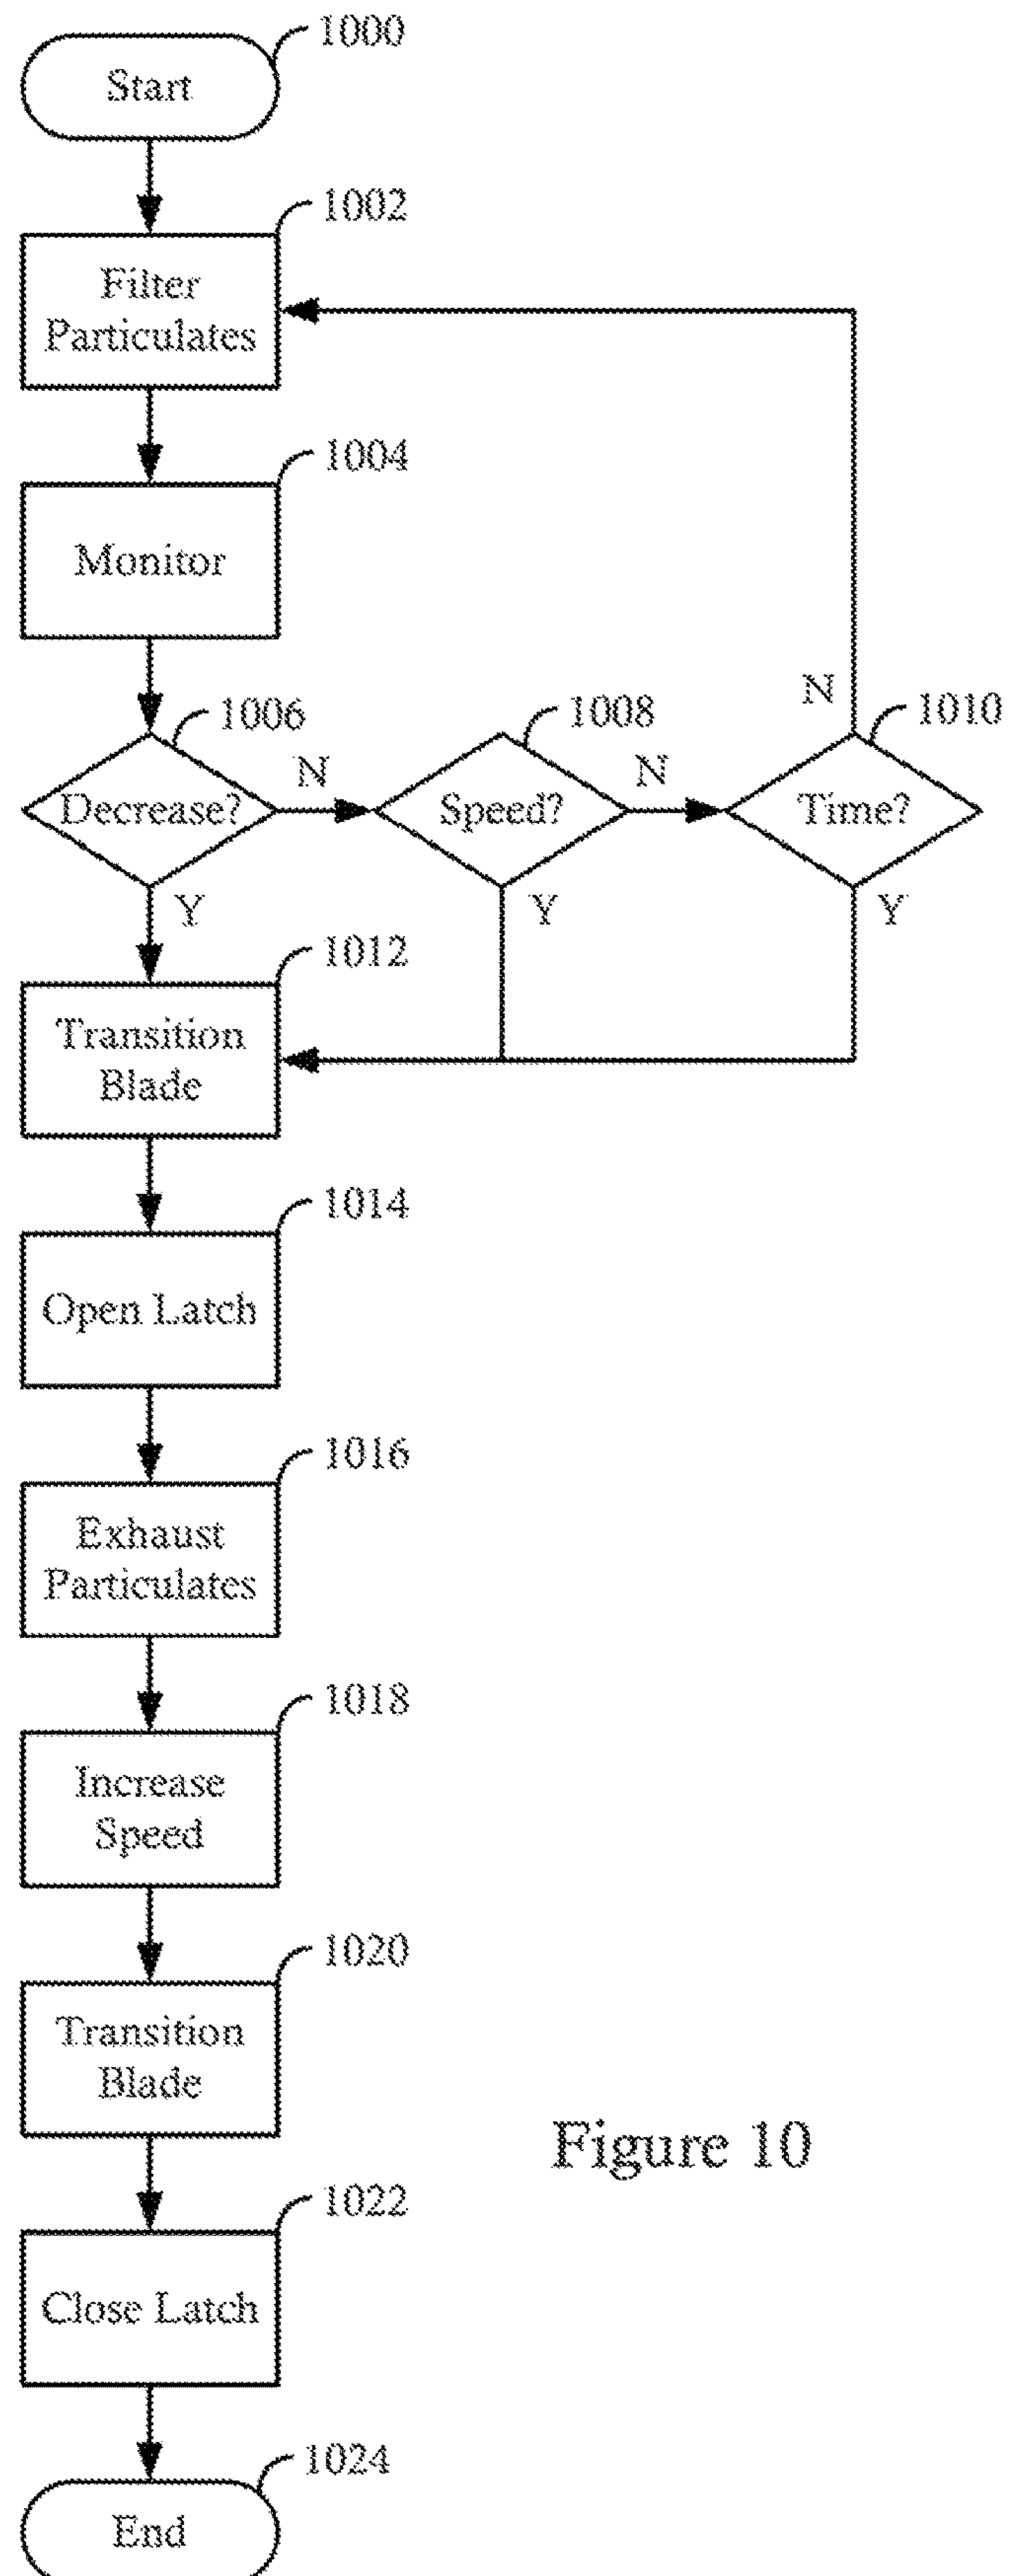 1000
Start
1002
Filter
Particulates
1004
Monitor
1006
1008
1010
N
N
N
Decrease?
Speed?
Time?
Y
Y
Y
1012
Transition
Blade
1014
Open Latch
1016
Exhaust
Particulates
1018
Increase
Speed
1020
Transition
Blade
Figure 10
1022
Close Latch
1024
End